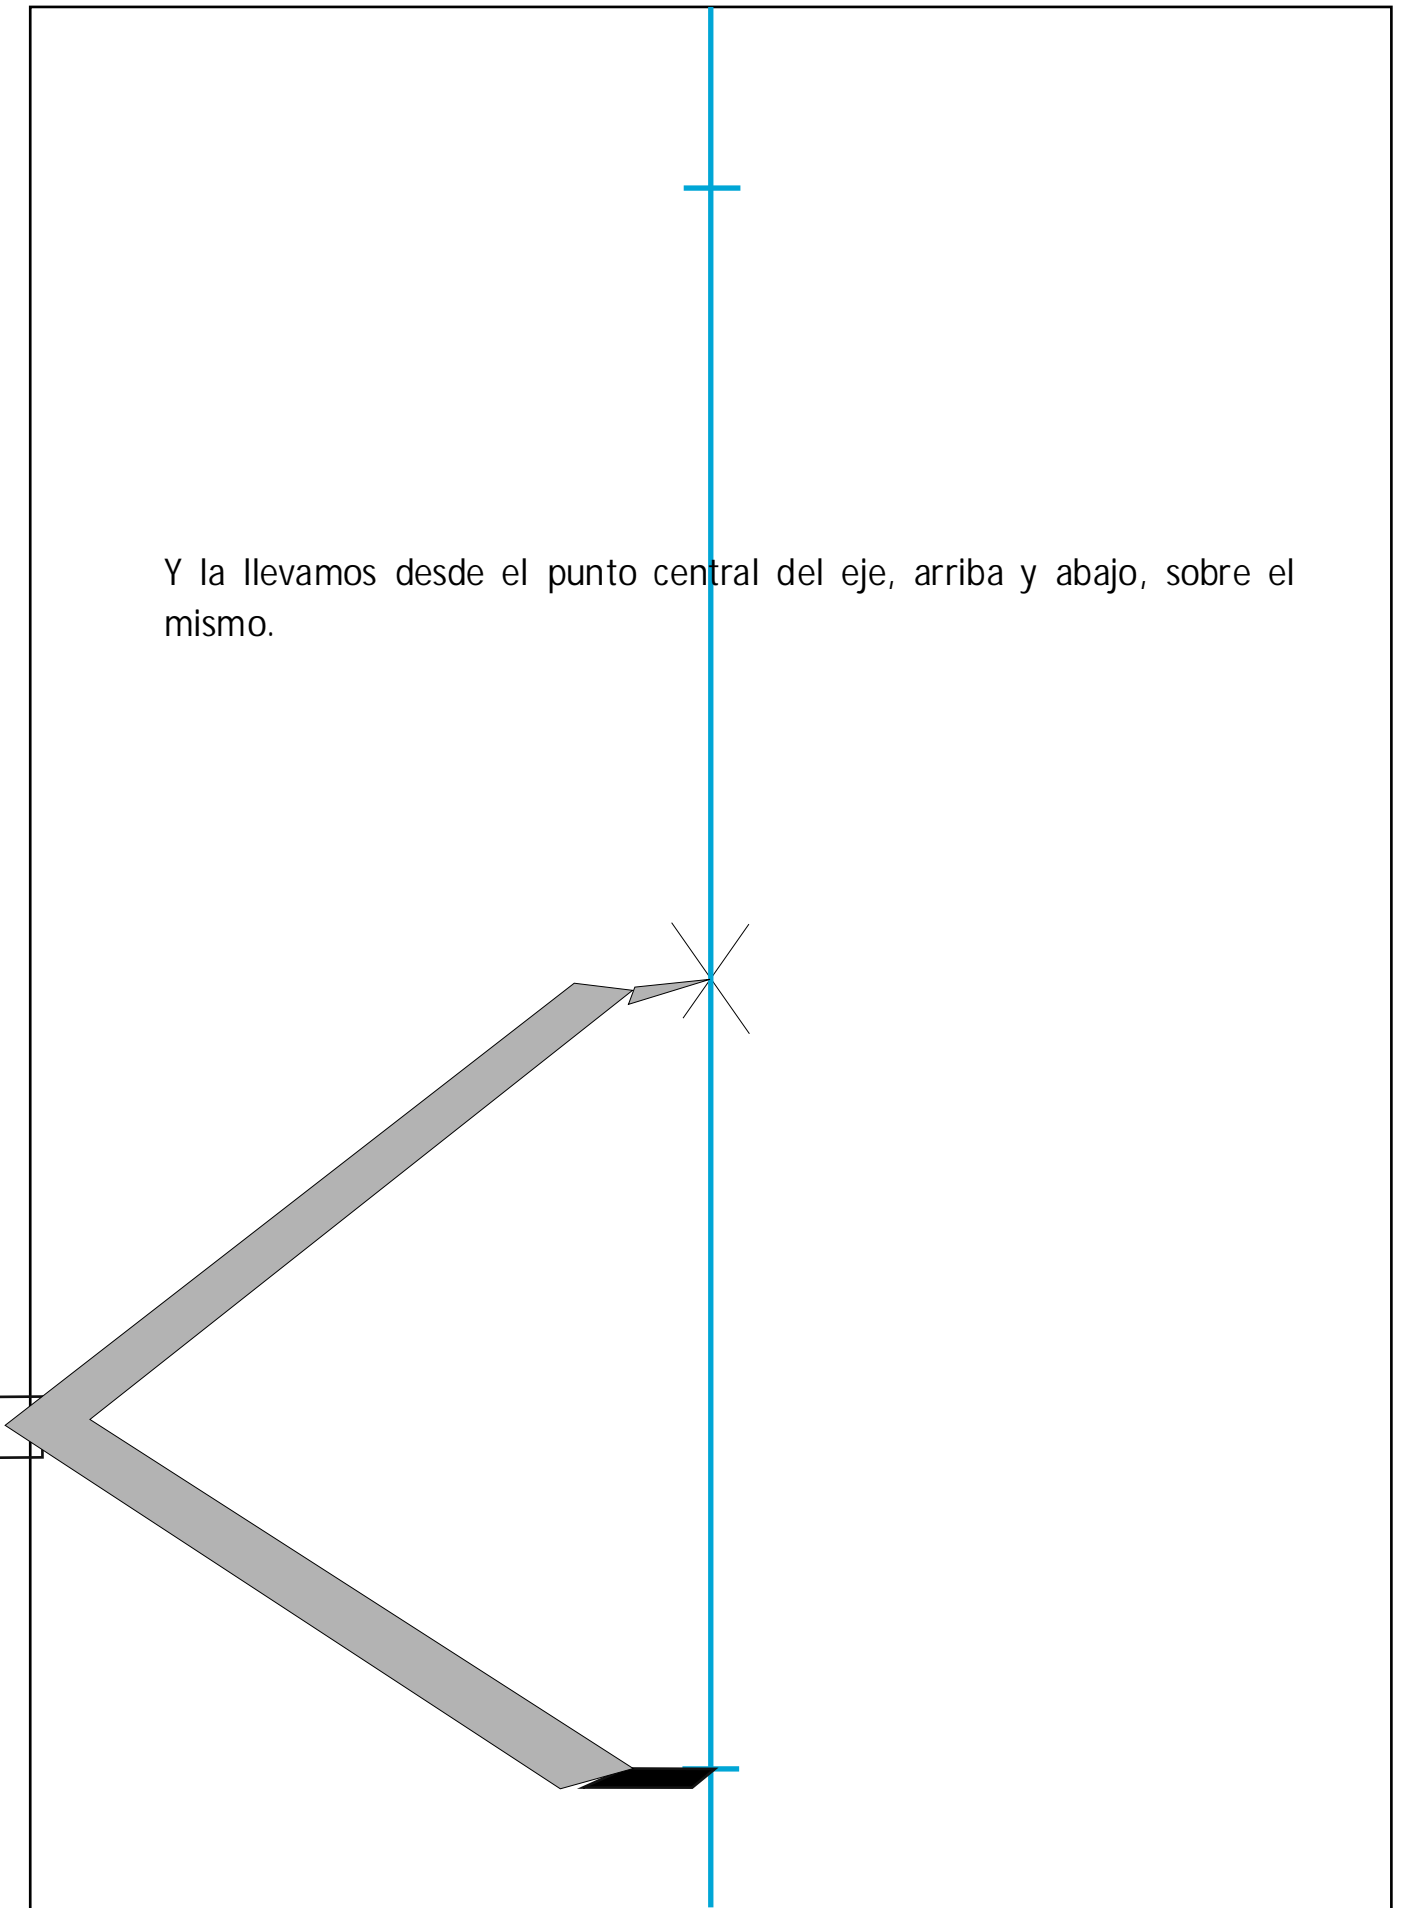 Y la llevamos desde el punto central del eje, arriba y abajo, sobre el
mismo.